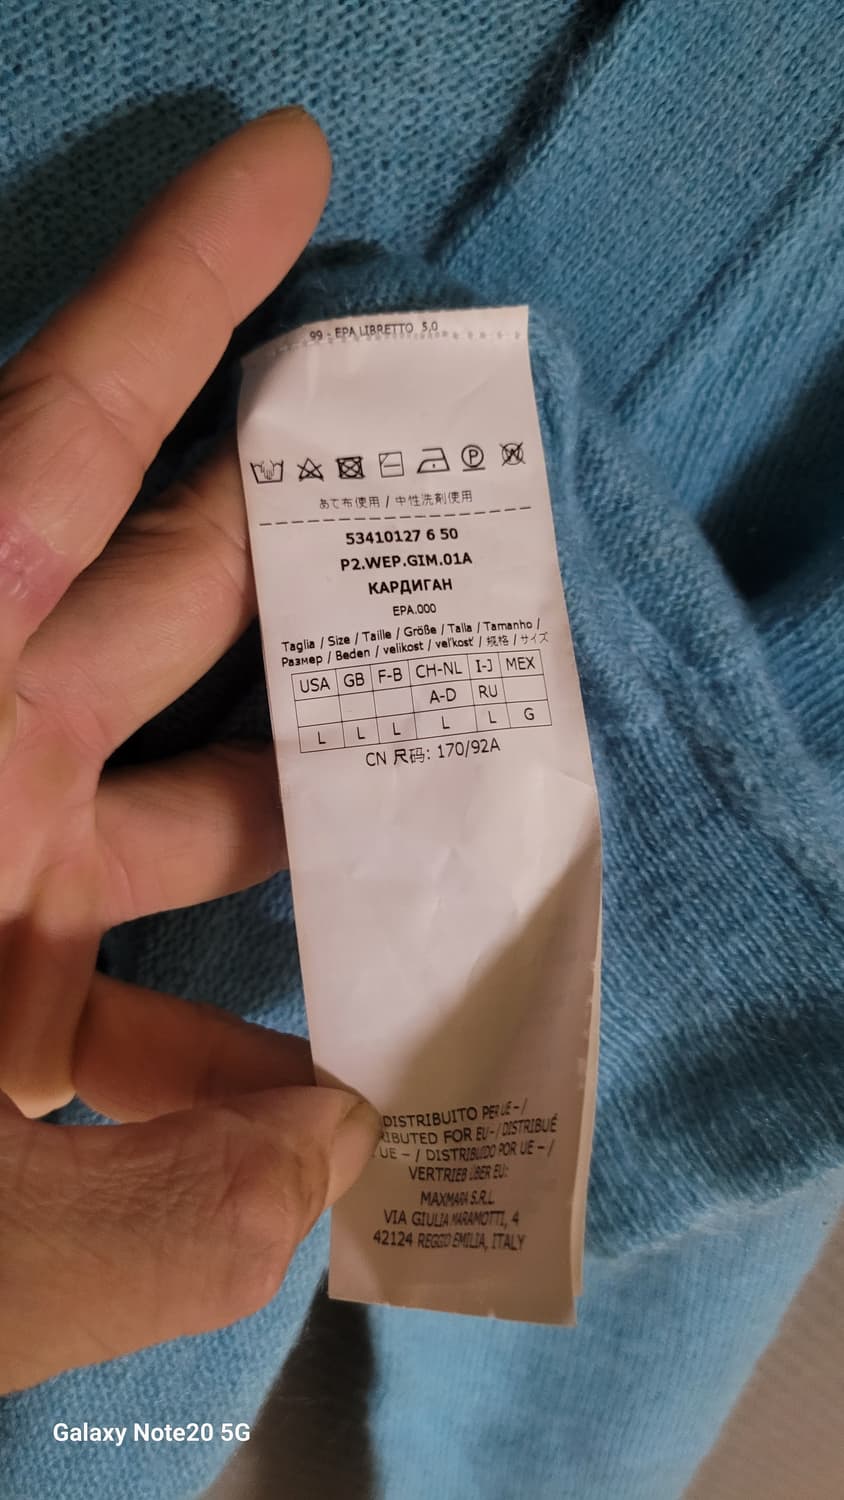 99 - EPA LIBRETTO 5,0
P
W
あて布使用 / 中性洗剤使用
53410127 6 50
P2.WEP.GIM.01A
КАРДИГАН
EPA.000
Taglia / Size / Taille / Größe / Talla / Tamanho /
Размер / Beden / velikost / veľkosť / 规格 / サイズ
USA GB F-B CH-NL I-J MEX
A-D RU
L L L L L G
CN 尺码: 170/92A
DISTRIBUITO PER UE – /
RIBUTED FOR EU – / DISTRIBUÉ
UE – / DISTRIBUIDO POR UE – /
VERTRIEB ÜBER EU:
MAXMARA S.R.L.
VIA GIULIA MARAMOTTI, 4
42124 REGGIO EMILIA, ITALY
Galaxy Note20 5G